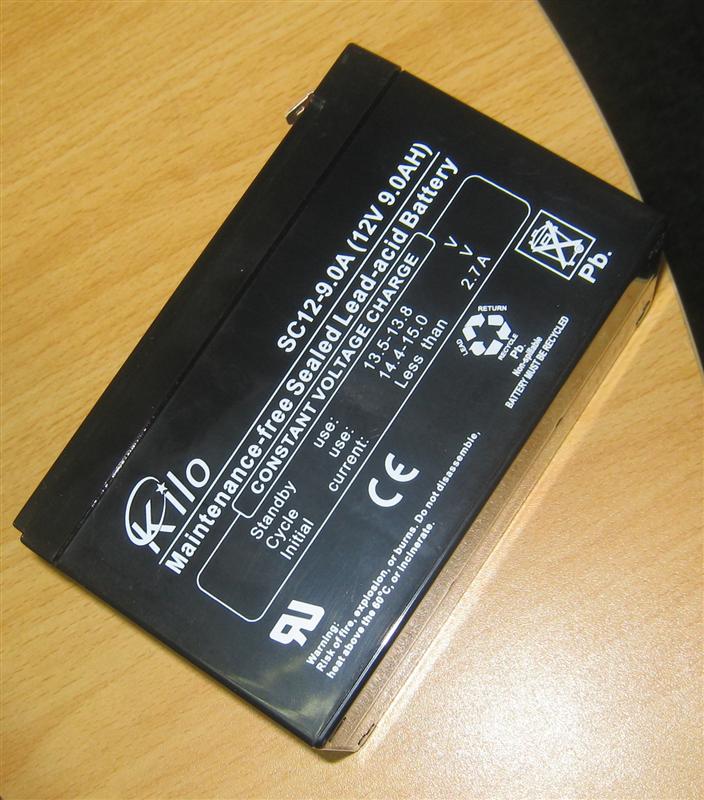 Kilo
SC12-9.0A (12V 9.0AH)
Maintenance-free Sealed Lead-acid Battery
CONSTANT VOLTAGE CHARGE
Standby use: 13.5-13.8 V
Cycle use: 14.4-15.0 V
Initial current: Less than 2.7A
CE
Pb.
RETURN
LEAD
RECYCLE
Pb.
Non-spillable
BATTERY MUST BE RECYCLED
Warning:
Risk of fire, explosion, or burns. Do not disassemble,
heat above the 60°C, or incinerate.